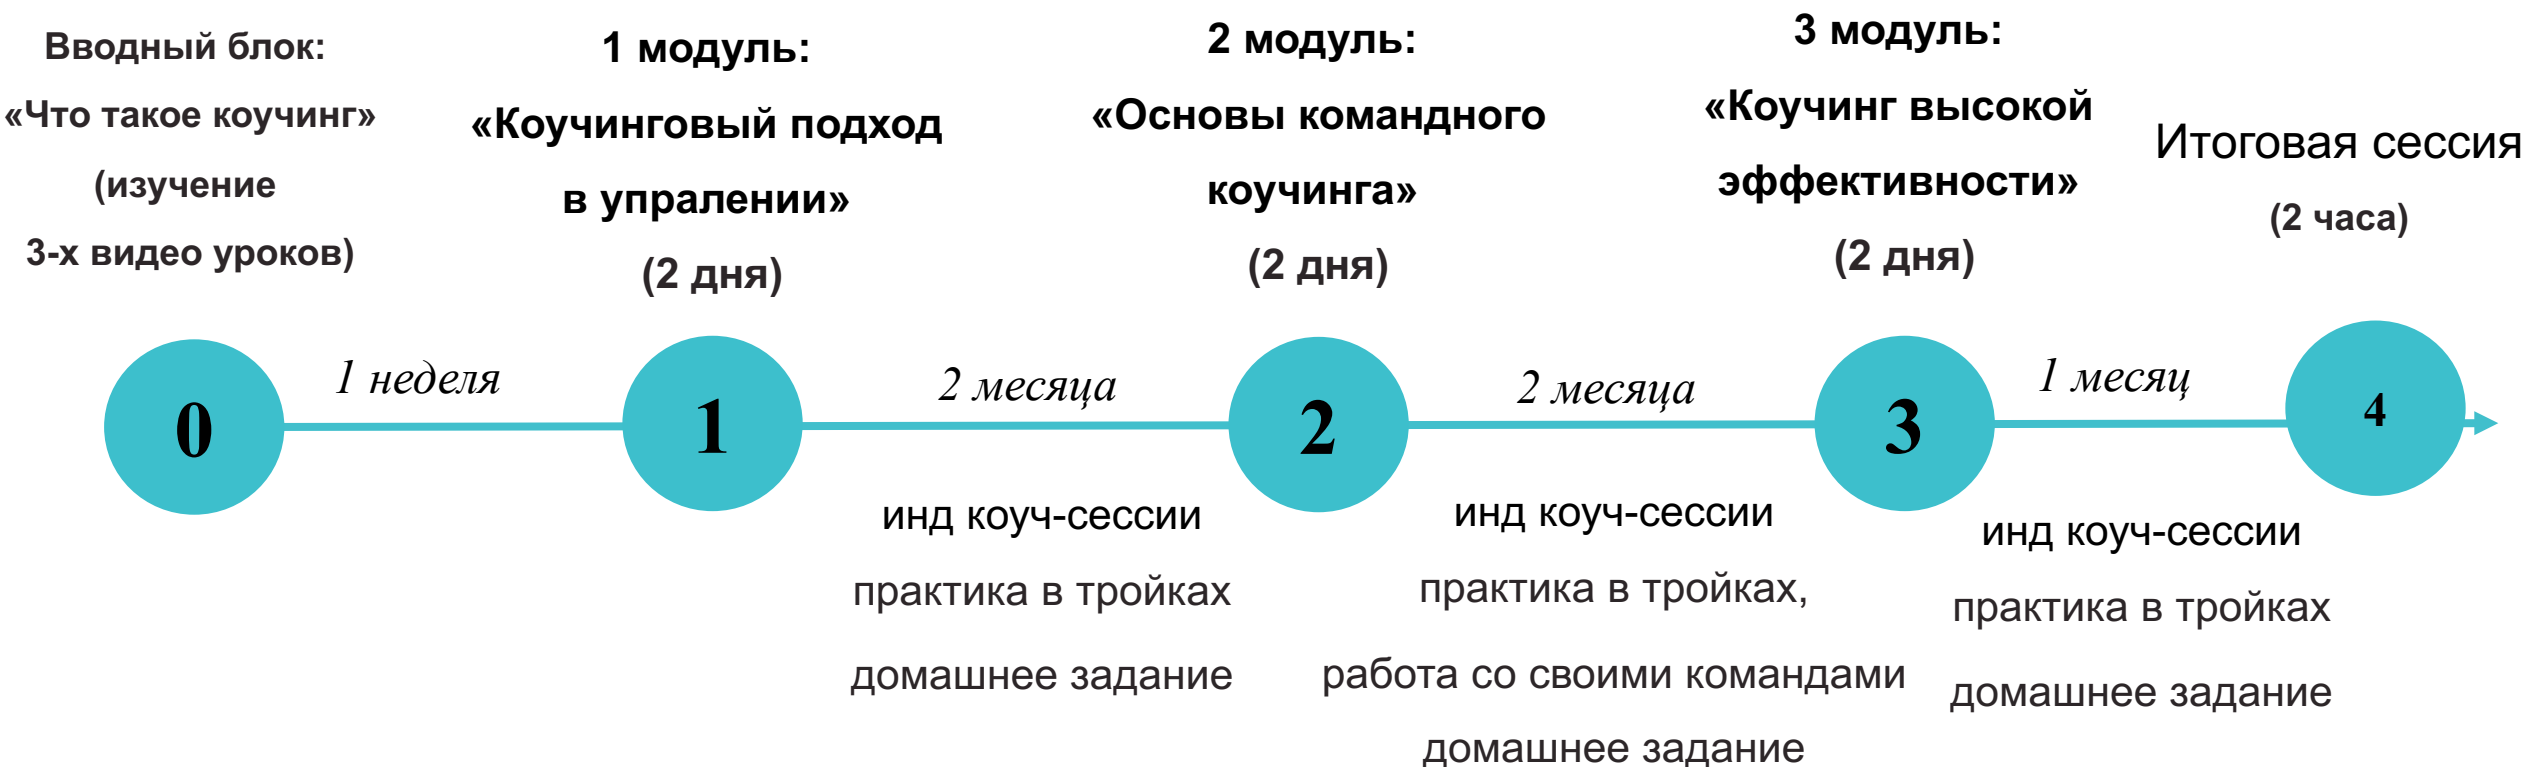 Вводный блок:
«Что такое коучинг»
(изучение
3-х видео уроков)
1 модуль:
«Коучинговый подход
в упралении»
(2 дня)
2 модуль:
«Основы командного
коучинга»
(2 дня)
3 модуль:
«Коучинг высокой
эффективности»
(2 дня)
Итоговая сессия
(2 часа)
0
1 неделя
1
2 месяца
2
2 месяца
3
1 месяц
4
инд коуч-сессии
практика в тройках
домашнее задание
инд коуч-сессии
практика в тройках,
работа со своими командами
домашнее задание
инд коуч-сессии
практика в тройках
домашнее задание